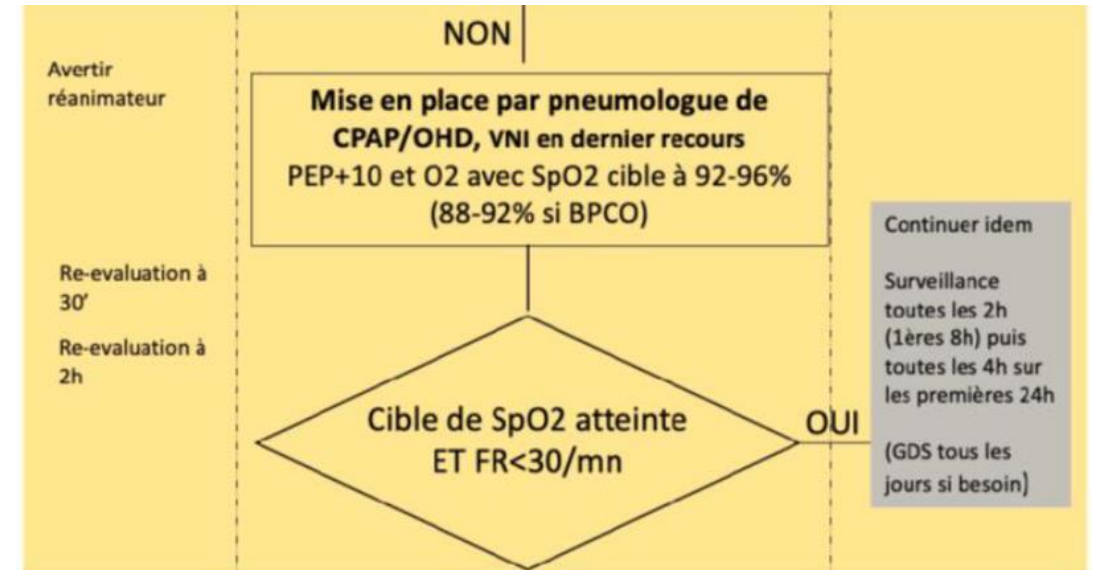 NON
Avertir
réanimateur
Mise en place par pneumologue de
CPAP/OHD, VNI en dernier recours
PEP+10 et O2 avec SpO2 cible à 92-96%
(88-92% si BPCO)
Re-evaluation à
30'
Re-evaluation à
2h
Cible de SpO2 atteinte
ET FR<30/mn
OUI
Continuer idem
Surveillance
toutes les 2h
(1ères 8h) puis
toutes les 4h sur
les premières 24h
(GDS tous les
jours si besoin)